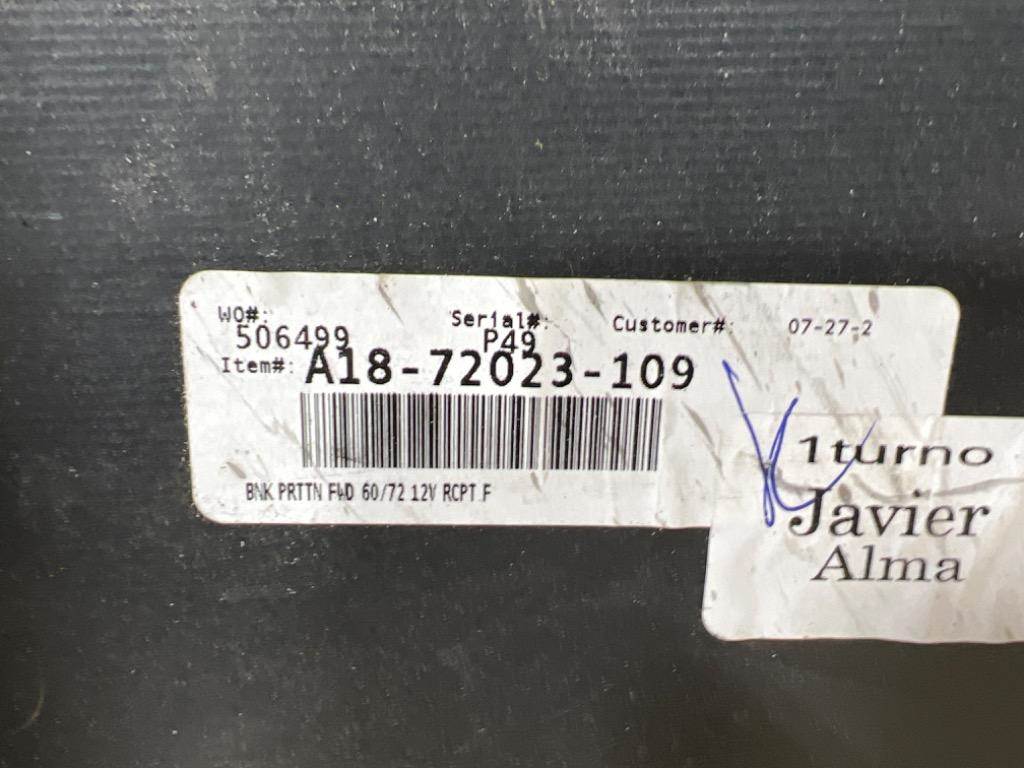 WO#: Serial#: Customer#: 07-27-2
506499 P49
Item#: A18-72023-109
BNK PRTTN FWD 60/72 12V RCPT F
1turno
Javier
Alma